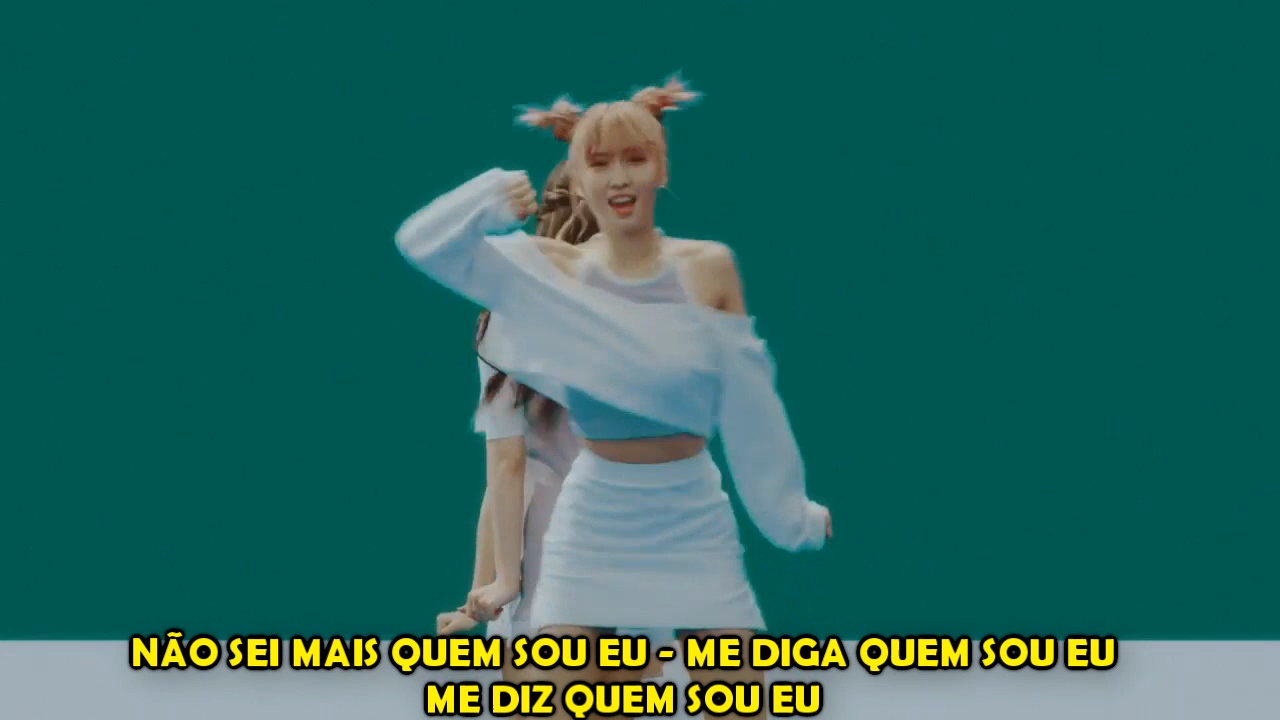 NÃO SEI MAIS QUEM SOU EU - ME DIGA QUEM SOU EU
ME DIZ QUEM SOU EU